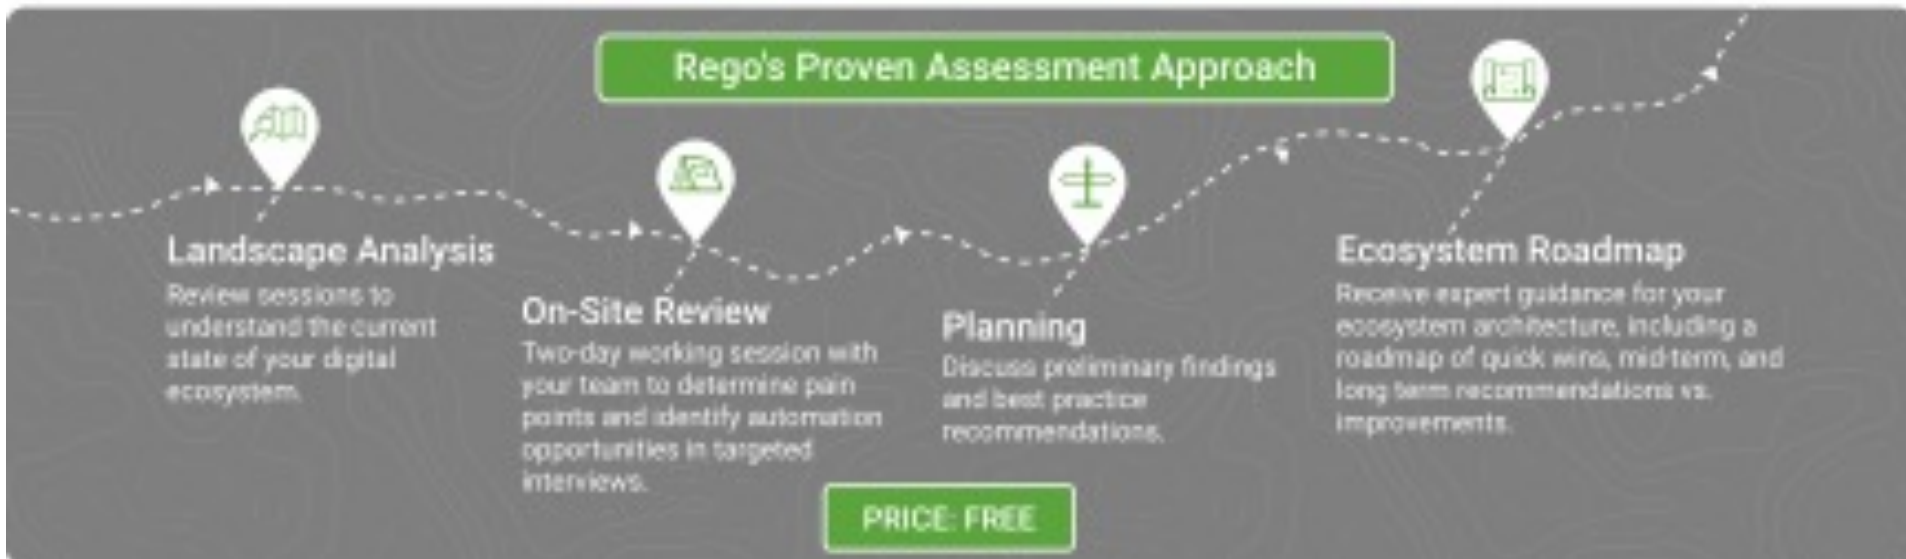 Rego's Proven Assessment Approach
Landscape Analysis
Review sessions to
understand the current
state of your digital
ecosystem.
On-Site Review
Two-day working session with
your team to determine pain
points and identify automation
opportunities in targeted
interviews.
Planning
Discuss preliminary findings
and best practice
recommendations.
Ecosystem Roadmap
Receive expert guidance for your
ecosystem architecture, including a
roadmap of quick wins, mid-term, and
long term recommendations vs.
improvements.
PRICE: FREE